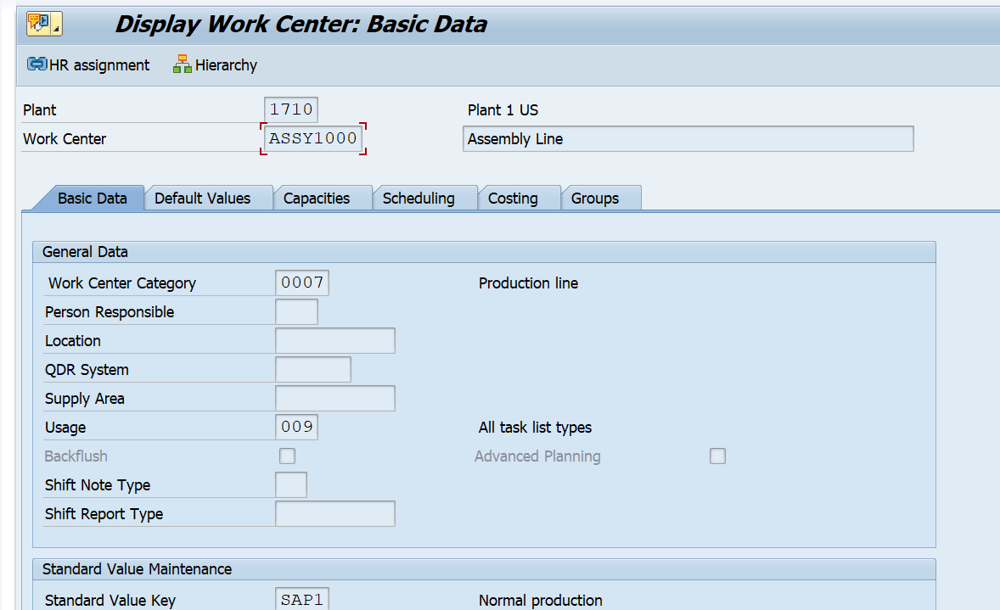 Display Work Center: Basic Data
HR assignment Hierarchy
Plant 1710 Plant 1 US
Work Center ASSY1000 Assembly Line
Basic Data Default Values Capacities Scheduling Costing Groups
General Data
Work Center Category 0007 Production line
Person Responsible
Location
QDR System
Supply Area
Usage 009 All task list types
Backflush Advanced Planning
Shift Note Type
Shift Report Type
Standard Value Maintenance
Standard Value Key SAP1 Normal production